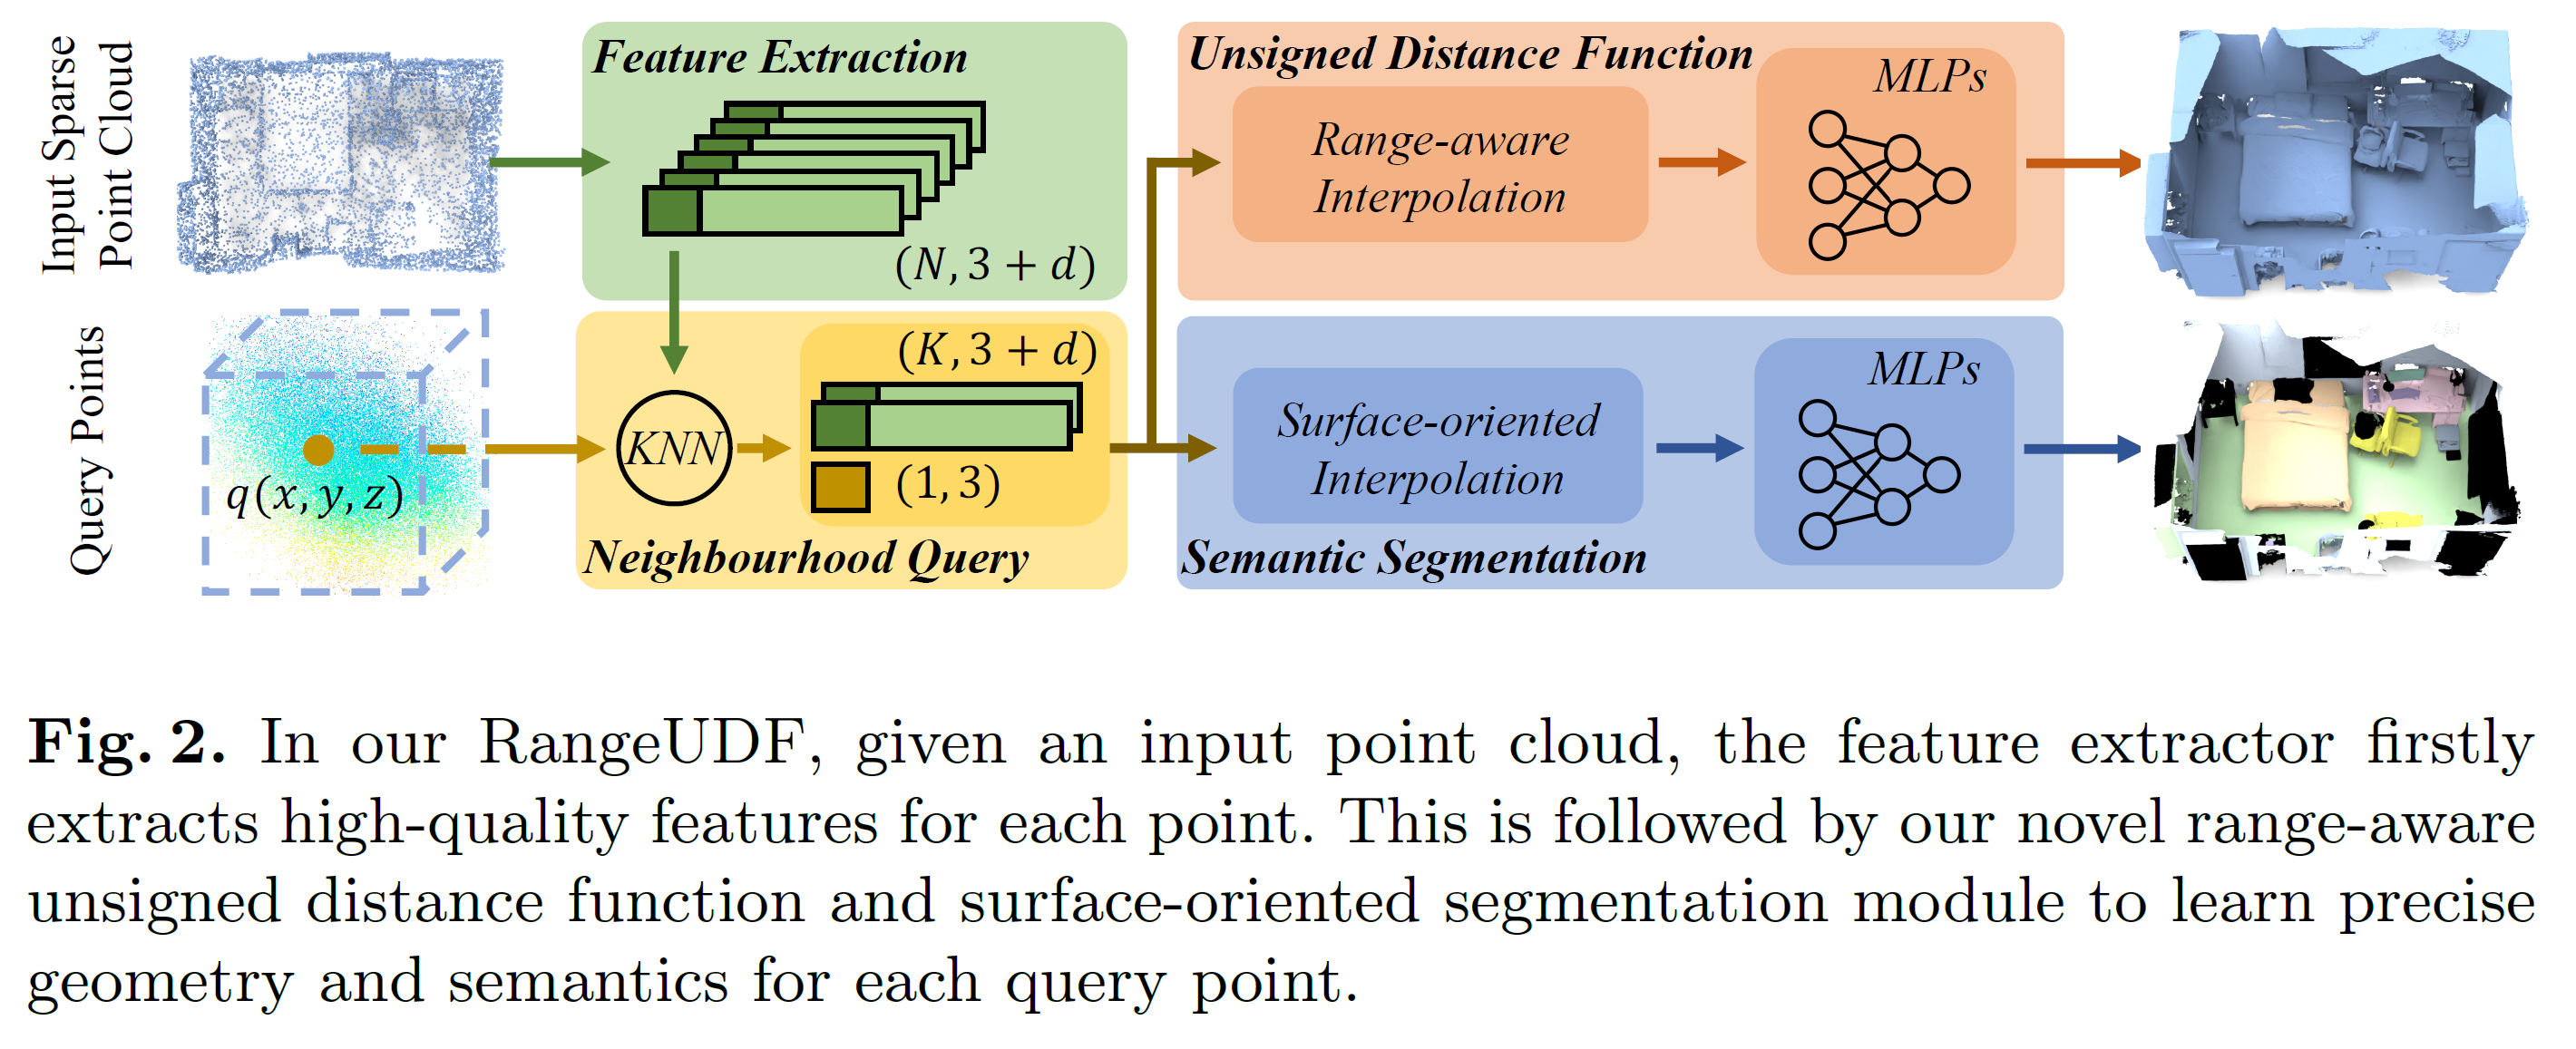 Input Sparse
Point Cloud
Feature Extraction
(N, 3 + d)
Unsigned Distance Function
Range-aware
Interpolation
MLPs
Query Points
q(x, y, z)
KNN
(K, 3 + d)
(1, 3)
Neighbourhood Query
Surface-oriented
Interpolation
MLPs
Semantic Segmentation
Fig. 2. In our RangeUDF, given an input point cloud, the feature extractor firstly
extracts high-quality features for each point. This is followed by our novel range-aware
unsigned distance function and surface-oriented segmentation module to learn precise
geometry and semantics for each query point.